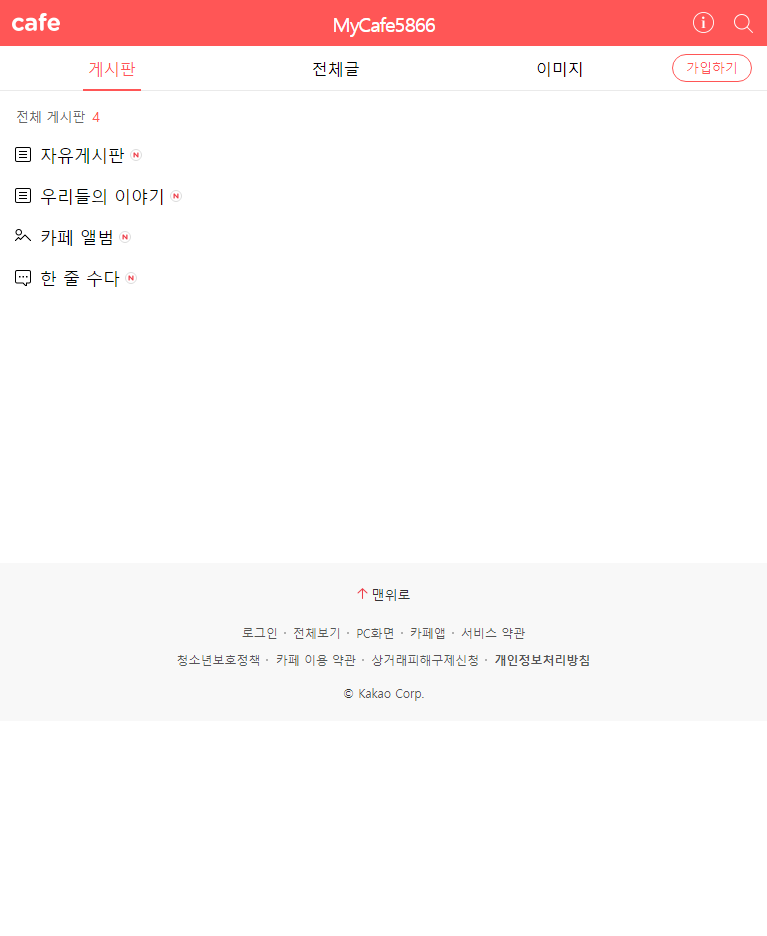 cafe MyCafe5866
게시판 전체글 이미지 가입하기
전체 게시판 4
자유게시판 N
우리들의 이야기 N
카페 앨범 N
한 줄 수다 N
맨위로
로그인 · 전체보기 · PC화면 · 카페앱 · 서비스 약관
청소년보호정책 · 카페 이용 약관 · 상거래피해구제신청 · 개인정보처리방침
© Kakao Corp.